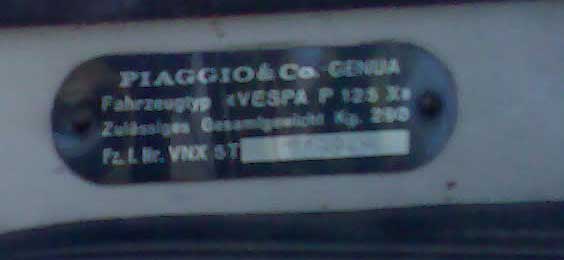 PIAGGIO & Co. GENUA
Fahrzeugtyp «VESPA P 125 X»
Zulässiges Gesamtgewicht Kg. 290
Fz. I. Nr. VNX 5T